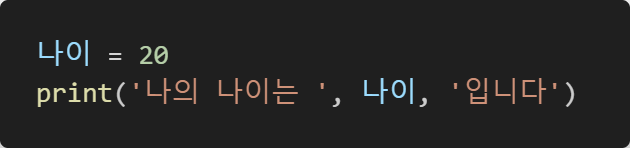 나이 = 20
print('나의 나이는 ', 나이, '입니다')